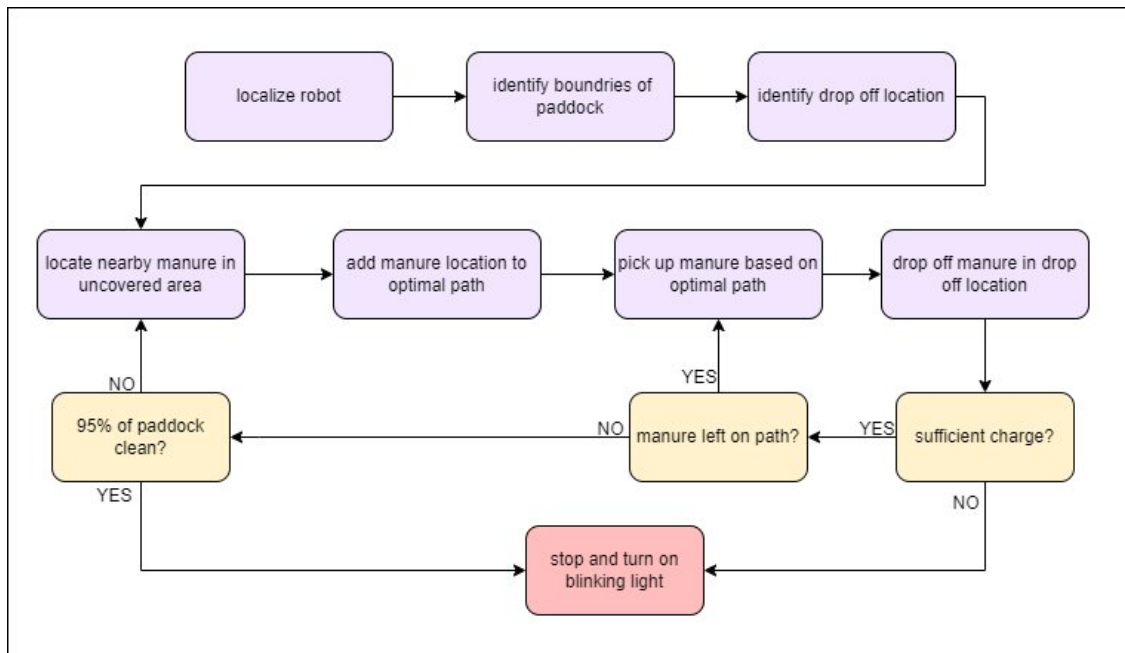 localize robot
identify boundries of
paddock
identify drop off location
locate nearby manure in
uncovered area
add manure location to
optimal path
pick up manure based on
optimal path
drop off manure in drop
off location
NO
YES
95% of paddock
clean?
NO
manure left on path?
YES
sufficient charge?
YES
NO
stop and turn on
blinking light